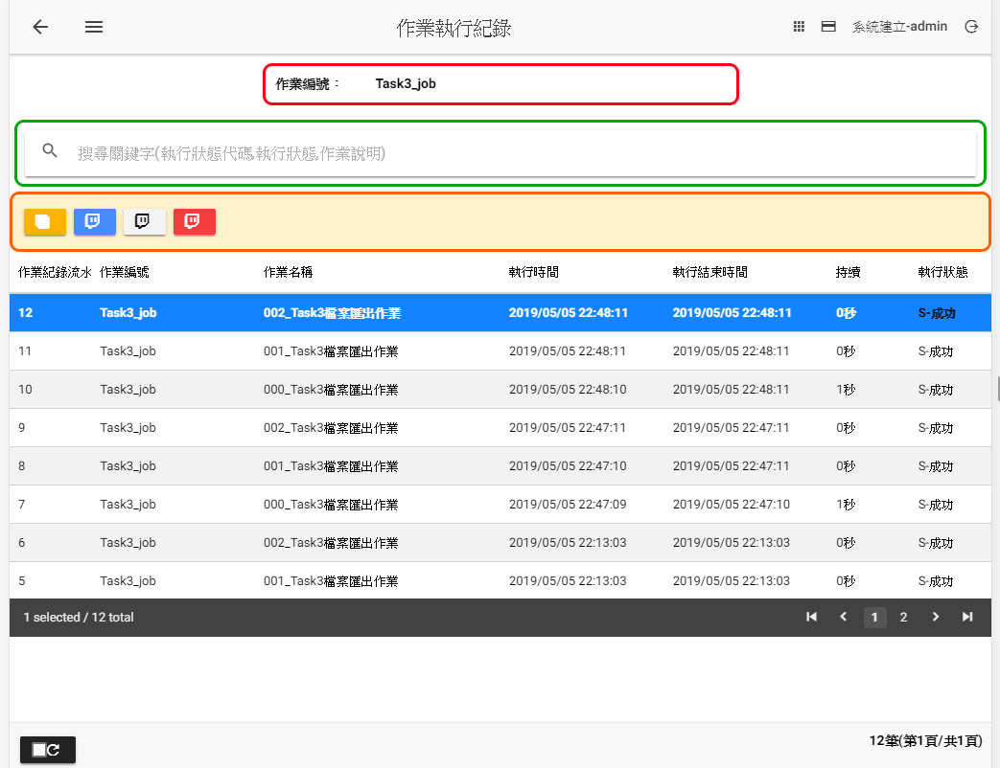 作業執行紀錄
系統建立-admin
作業編號： Task3_job
搜尋關鍵字(執行狀態代碼,執行狀態,作業說明)
作業紀錄流水 作業編號 作業名稱 執行時間 執行結束時間 持續 執行狀態
12 Task3_job 002_Task3檔案匯出作業 2019/05/05 22:48:11 2019/05/05 22:48:11 0秒 S-成功
11 Task3_job 001_Task3檔案匯出作業 2019/05/05 22:48:11 2019/05/05 22:48:11 0秒 S-成功
10 Task3_job 000_Task3檔案匯出作業 2019/05/05 22:48:10 2019/05/05 22:48:11 1秒 S-成功
9 Task3_job 002_Task3檔案匯出作業 2019/05/05 22:47:11 2019/05/05 22:47:11 0秒 S-成功
8 Task3_job 001_Task3檔案匯出作業 2019/05/05 22:47:10 2019/05/05 22:47:11 0秒 S-成功
7 Task3_job 000_Task3檔案匯出作業 2019/05/05 22:47:09 2019/05/05 22:47:10 1秒 S-成功
6 Task3_job 002_Task3檔案匯出作業 2019/05/05 22:13:03 2019/05/05 22:13:03 0秒 S-成功
5 Task3_job 001_Task3檔案匯出作業 2019/05/05 22:13:03 2019/05/05 22:13:03 0秒 S-成功
1 selected / 12 total 1 2
12筆(第1頁/共1頁)